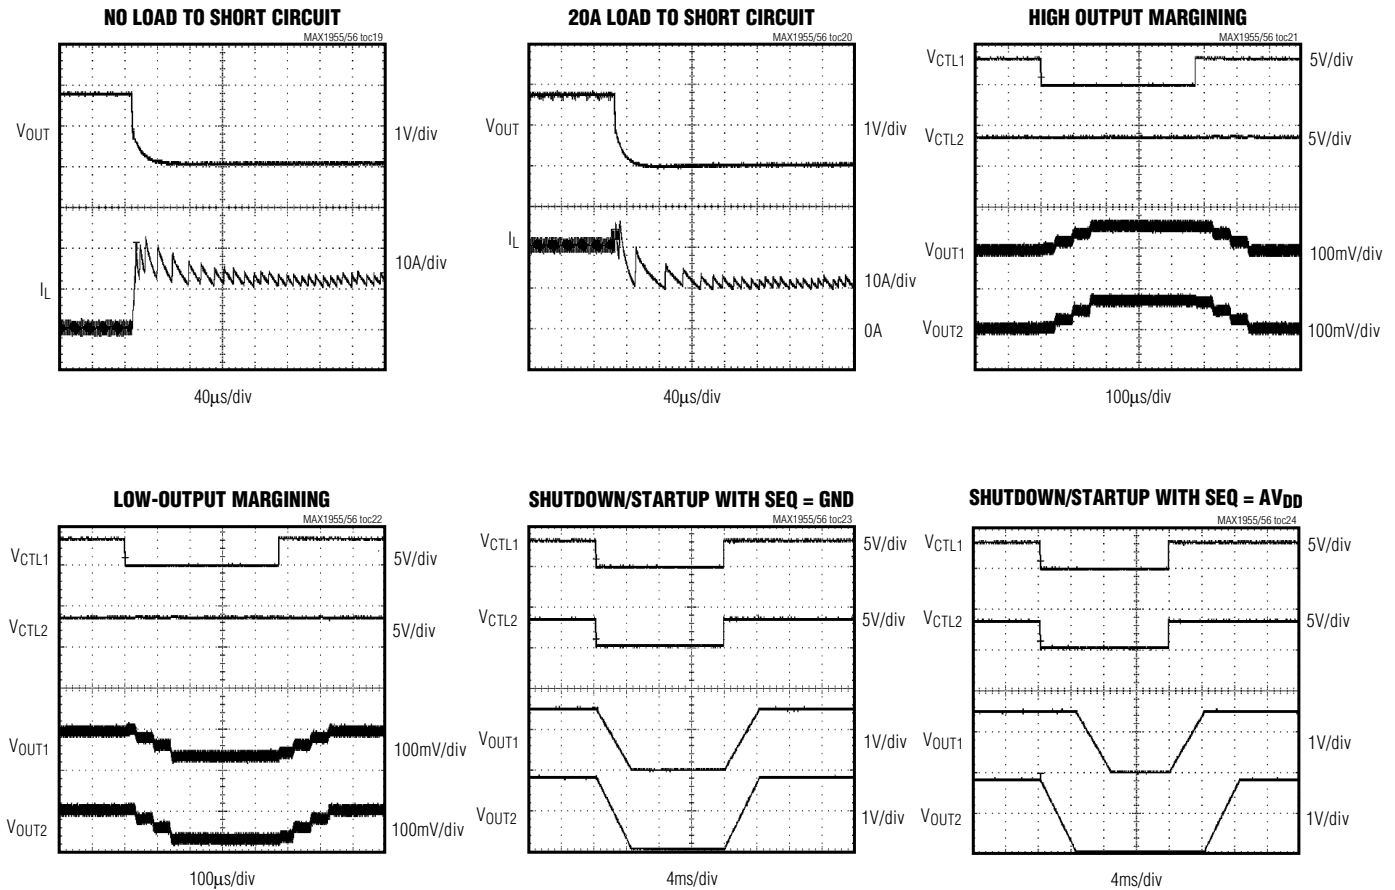 NO LOAD TO SHORT CIRCUIT
MAX1955/56 toc19
VOUT
1V/div
IL
10A/div
40µs/div
20A LOAD TO SHORT CIRCUIT
MAX1955/56 toc20
VOUT
1V/div
IL
10A/div
0A
40µs/div
HIGH OUTPUT MARGINING
MAX1955/56 toc21
VCTL1
5V/div
VCTL2
5V/div
VOUT1
100mV/div
VOUT2
100mV/div
100µs/div
LOW-OUTPUT MARGINING
MAX1955/56 toc22
VCTL1
5V/div
VCTL2
5V/div
VOUT1
100mV/div
VOUT2
100mV/div
100µs/div
SHUTDOWN/STARTUP WITH SEQ = GND
MAX1955/56 toc23
VCTL1
5V/div
VCTL2
5V/div
VOUT1
1V/div
VOUT2
1V/div
4ms/div
SHUTDOWN/STARTUP WITH SEQ = AVDD
MAX1955/56 toc24
VCTL1
5V/div
VCTL2
5V/div
VOUT1
1V/div
VOUT2
1V/div
4ms/div